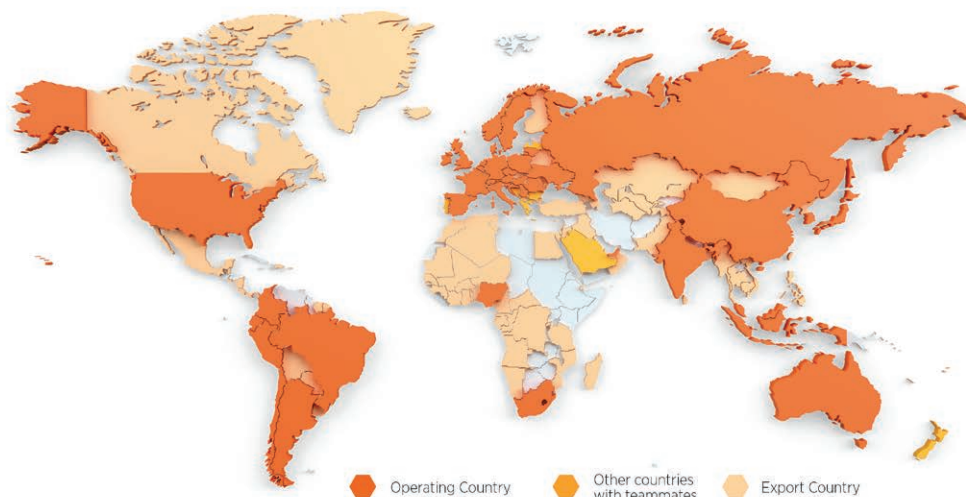 Operating Country
Other countries
with teammates
Export Country